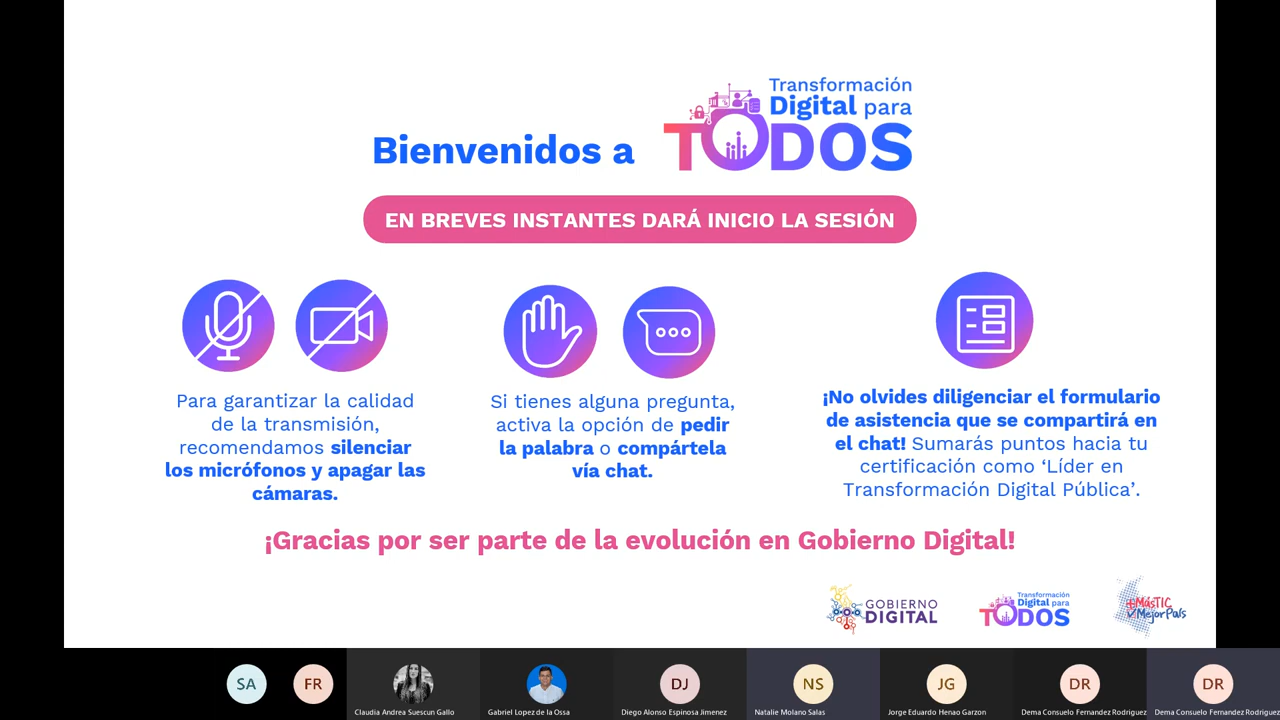 Bienvenidos a
Transformación
Digital para
TODOS
EN BREVES INSTANTES DARÁ INICIO LA SESIÓN
Para garantizar la calidad
de la transmisión,
recomendamos silenciar
los micrófonos y apagar las
cámaras.
Si tienes alguna pregunta,
activa la opción de pedir
la palabra o compártela
vía chat.
¡No olvides diligenciar el formulario
de asistencia que se compartirá en
el chat! Sumarás puntos hacia tu
certificación como ‘Líder en
Transformación Digital Pública’.
¡Gracias por ser parte de la evolución en Gobierno Digital!
GOBIERNO
DIGITAL
Transformación
Digital para
TODOS
+MásTIC
MejorPaís
SA
FR
Claudia Andrea Suescun Gallo
Gabriel Lopez de la Ossa
DJ
Diego Alonso Espinosa Jimenez
NS
Natalie Molano Salas
JG
Jorge Eduardo Henao Garzon
DR
Dema Consuelo Fernandez Rodriguez
DR
Dema Consuelo Fernandez Rodriguez